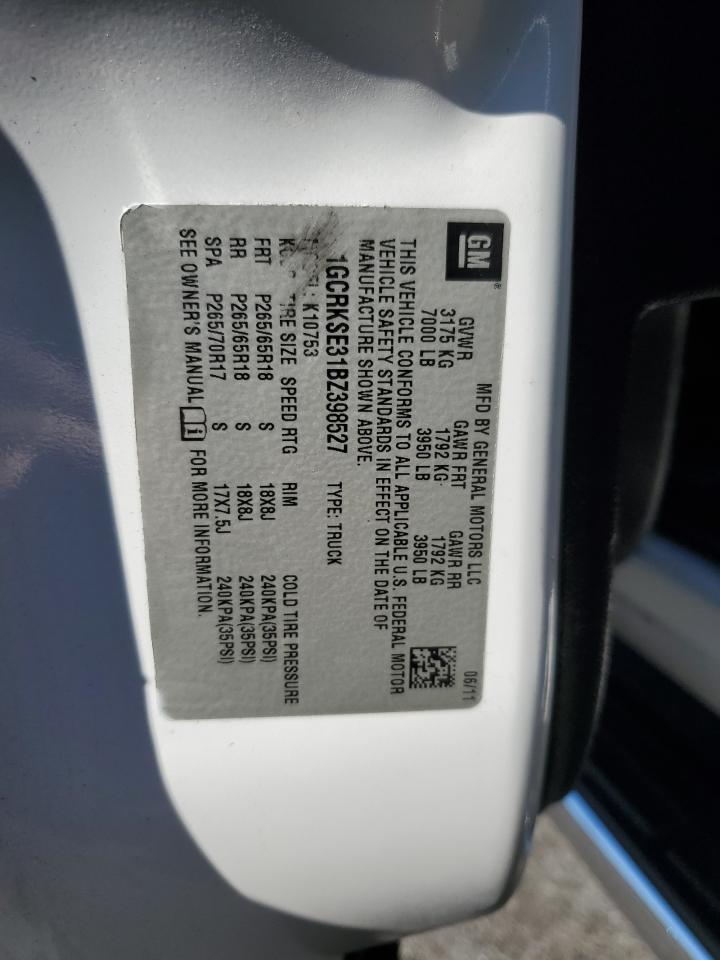 GM®
MFD BY GENERAL MOTORS LLC 06/11
GVWR GAWR FRT GAWR RR
3175 KG 1792 KG 1792 KG
7000 LB 3950 LB 3950 LB
THIS VEHICLE CONFORMS TO ALL APPLICABLE U.S. FEDERAL MOTOR
VEHICLE SAFETY STANDARDS IN EFFECT ON THE DATE OF
MANUFACTURE SHOWN ABOVE.
1GCRKSE31BZ398527 TYPE: TRUCK
K10753
TIRE SIZE SPEED RTG RIM COLD TIRE PRESSURE
FRT P265/65R18 S 18X8J 240KPA(35PSI)
RR P265/65R18 S 18X8J 240KPA(35PSI)
SPA P265/70R17 S 17X7.5J 240KPA(35PSI)
SEE OWNER'S MANUAL FOR MORE INFORMATION.